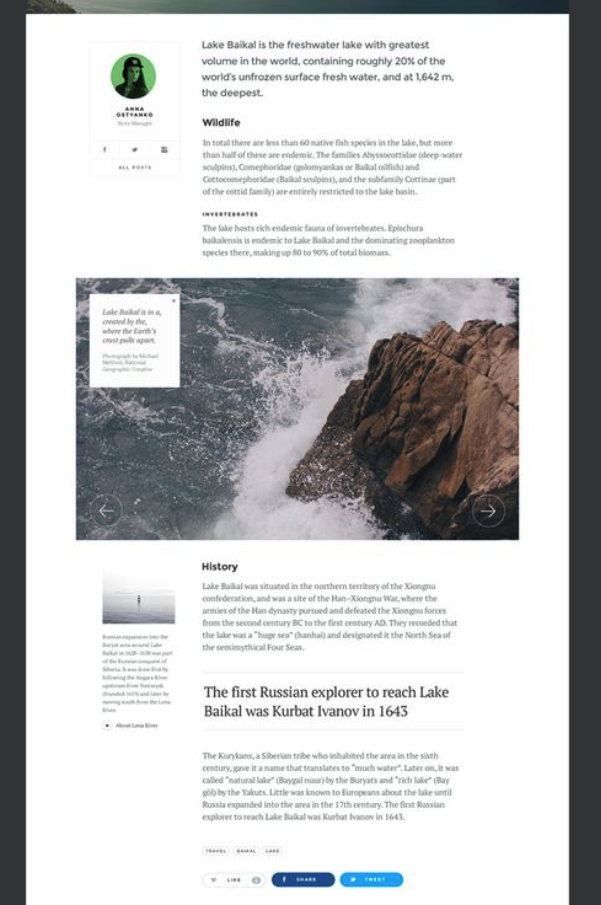 Lake Baikal is the freshwater lake with greatest
volume in the world, containing roughly 20% of the
world's unfrozen surface fresh water, and at 1,642 m,
the deepest.
ANNA
OSTYANKO
ALL POSTS
Wildlife
In total there are less than 60 native fish species in the lake, but more
than half of these are endemic. The families Abyssocottidae (deep-water
sculpins), Comephoridae (golomyankas or Baikal oilfish) and
Cottocomephoridae (Baikal sculpins), and the subfamily Cottinae (part
of the cottid family) are entirely restricted to the lake basin.
INVERTEBRATES
The lake hosts rich endemic fauna of invertebrates. Epischura
baikalensis is endemic to Lake Baikal and the dominating zooplankton
species there, making up 80 to 90% of total biomass.
Lake Baikal is in a,
created by the,
where the Earth's
crust pulls apart.
Photograph by Michael
Melford, National
Geographic Creative
History
Lake Baikal was situated in the northern territory of the Xiongnu
confederation, and was a site of the Han–Xiongnu War, where the
armies of the Han dynasty pursued and defeated the Xiongnu forces
from the second century BC to the first century AD. They recorded that
the lake was a "huge sea" (hanhai) and designated it the North Sea of
the semimythical Four Seas.
Russian expansion into the
Buryat area around Lake
Baikal in 1628–1658 was part
of the Russian conquest of
Siberia. It was done first by
following the Angara River
upstream from Yeniseysk
(founded 1619) and later by
moving south from the Lena
River.
About Lena River
The first Russian explorer to reach Lake
Baikal was Kurbat Ivanov in 1643
The Kurykans, a Siberian tribe who inhabited the area in the sixth
century, gave it a name that translates to "much water". Later on, it was
called "natural lake" (Baygal nuur) by the Buryats and "rich lake" (Bay
göl) by the Yakuts. Little was known to Europeans about the lake until
Russia expanded into the area in the 17th century. The first Russian
explorer to reach Lake Baikal was Kurbat Ivanov in 1643.
TRAVEL BAIKAL LAKE
LIKE SHARE TWEET